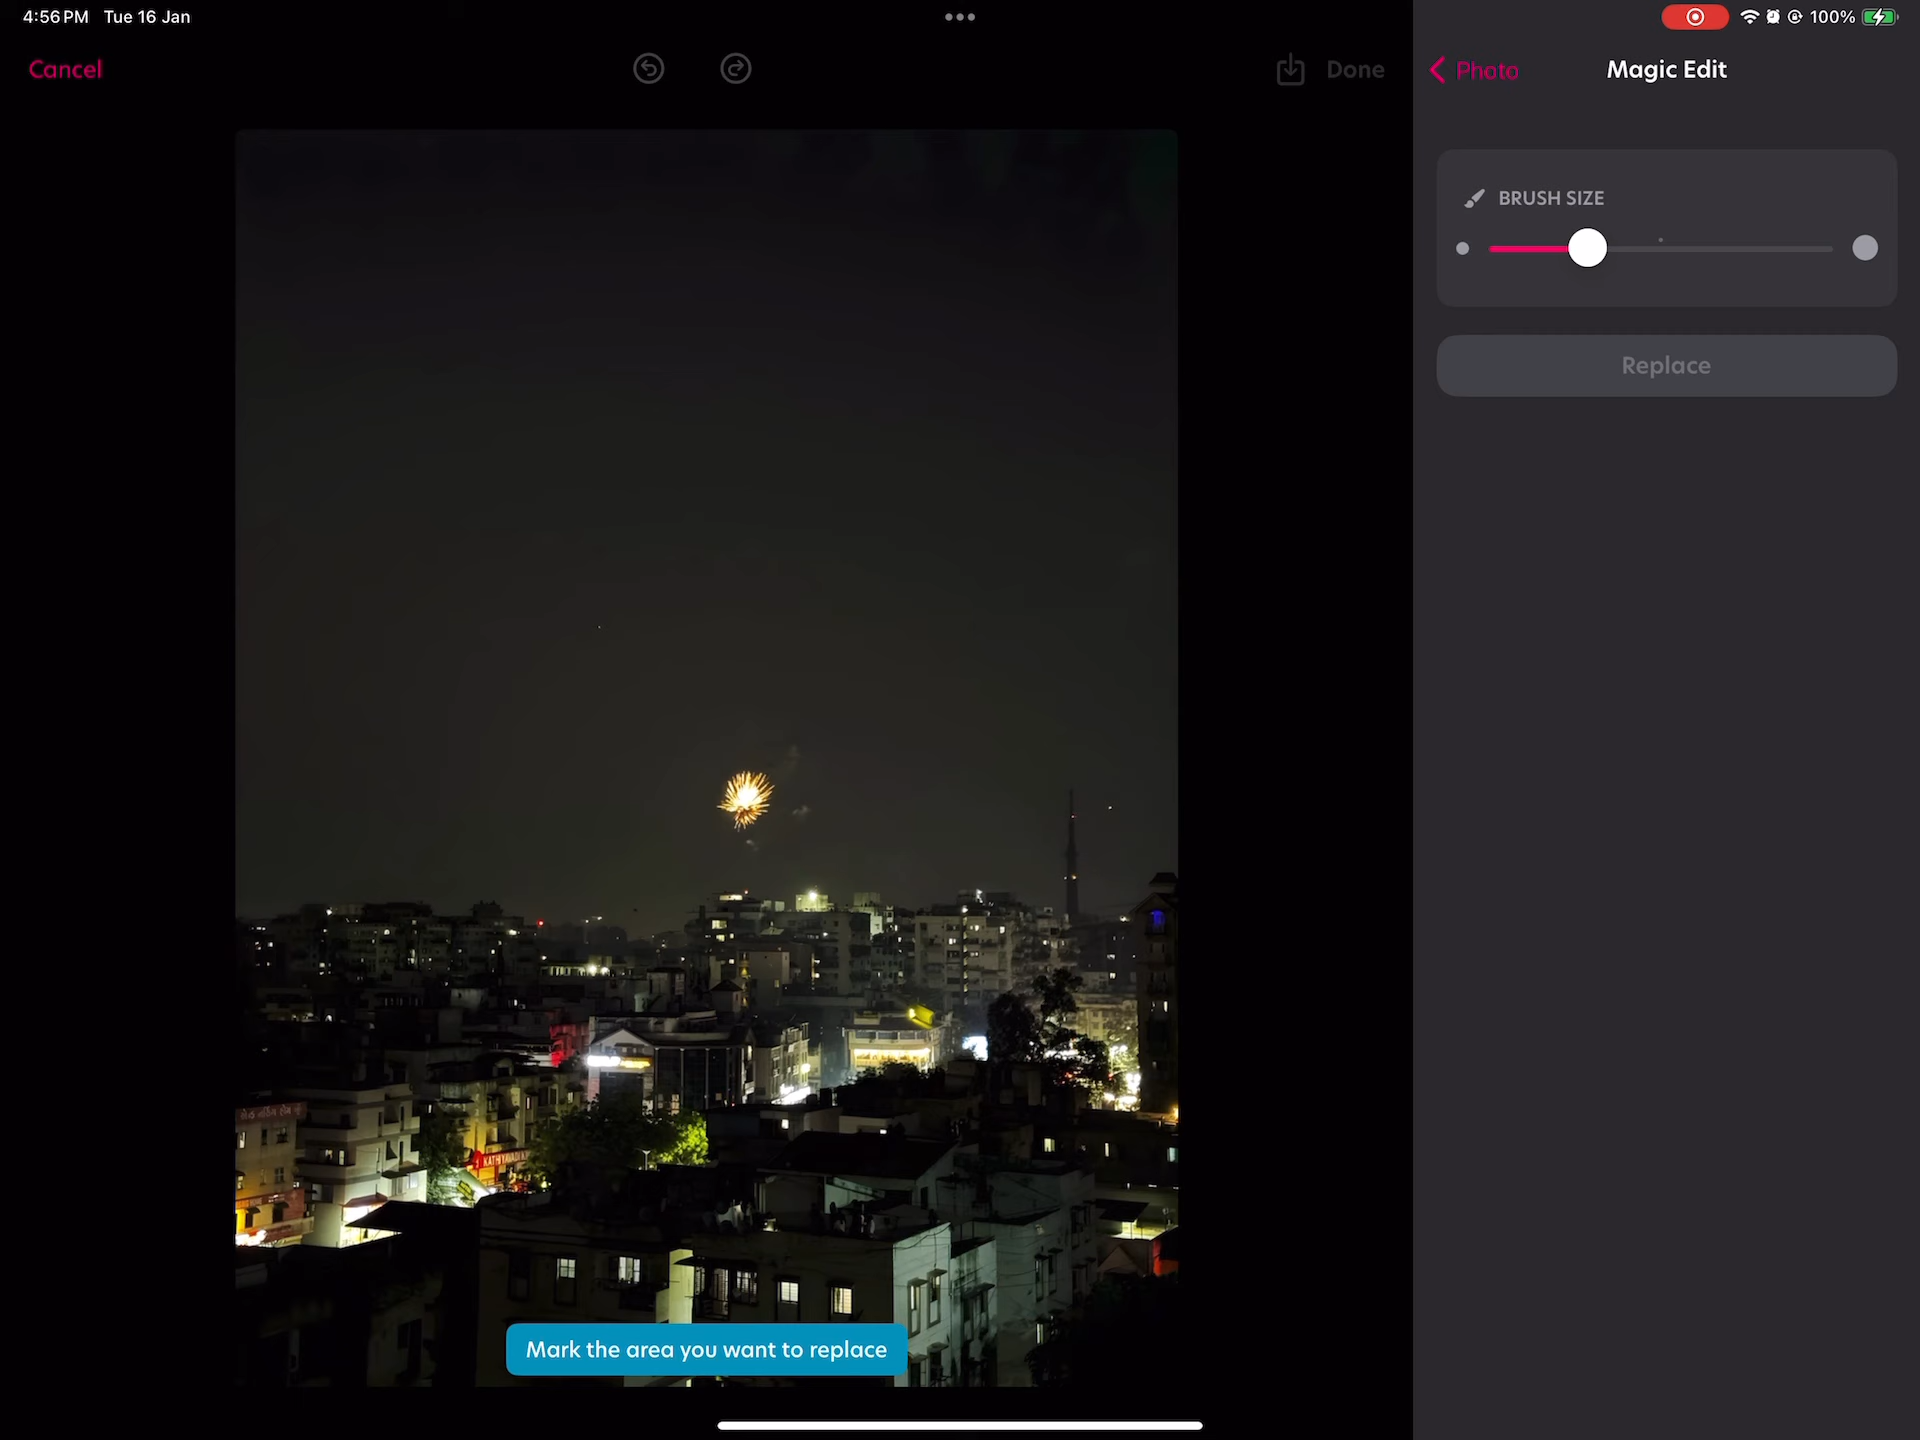 4:56 PM Tue 16 Jan
100%
Cancel
Done
Photo
Magic Edit
BRUSH SIZE
Replace
KATHIYAVADI
Mark the area you want to replace